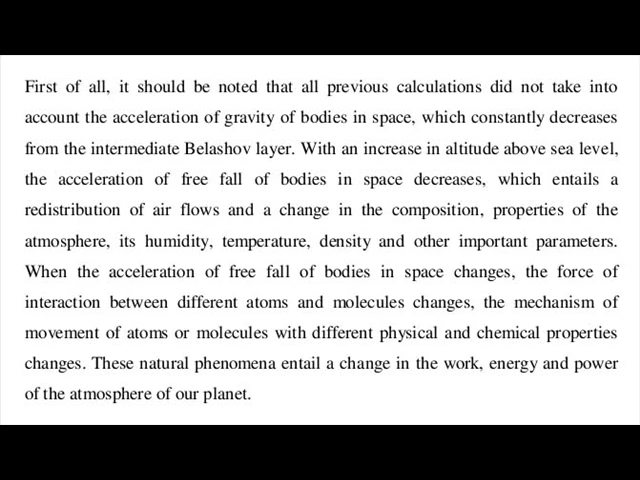 First of all, it should be noted that all previous calculations did not take into
account the acceleration of gravity of bodies in space, which constantly decreases
from the intermediate Belashov layer. With an increase in altitude above sea level,
the acceleration of free fall of bodies in space decreases, which entails a
redistribution of air flows and a change in the composition, properties of the
atmosphere, its humidity, temperature, density and other important parameters.
When the acceleration of free fall of bodies in space changes, the force of
interaction between different atoms and molecules changes, the mechanism of
movement of atoms or molecules with different physical and chemical properties
changes. These natural phenomena entail a change in the work, energy and power
of the atmosphere of our planet.